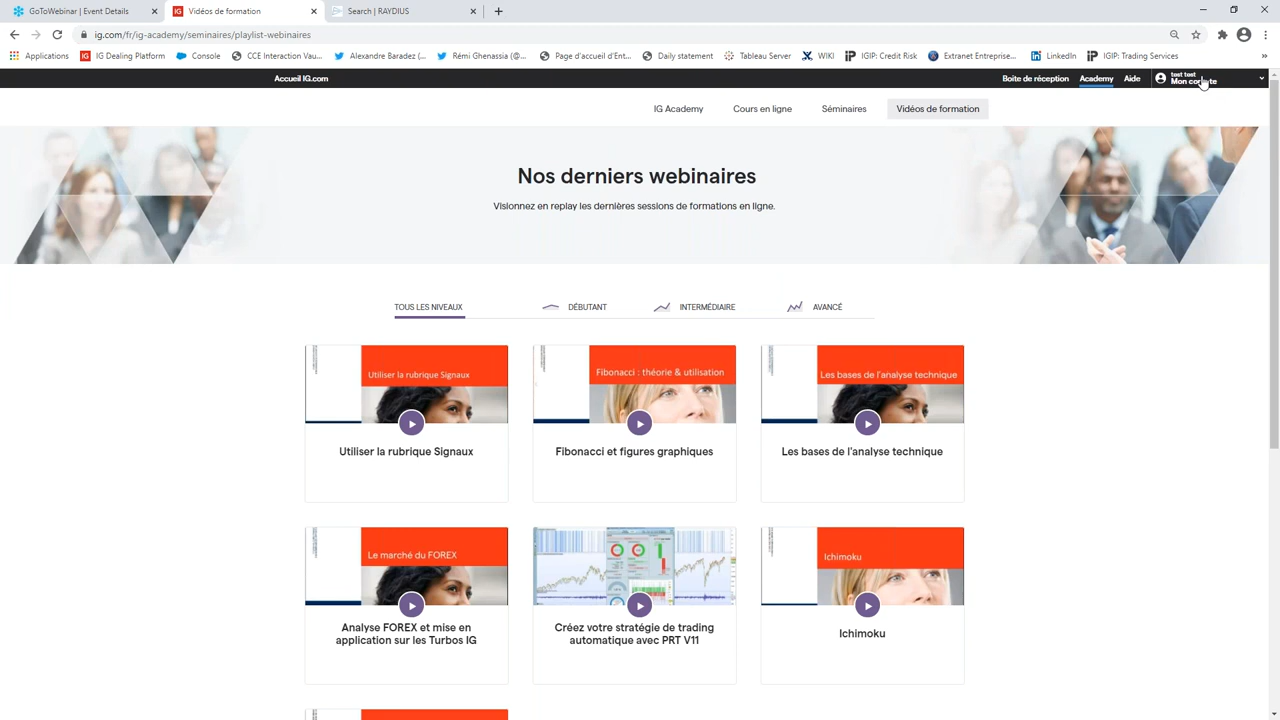 GoToWebinar | Event Details
Vidéos de formation
Search | RAYDIUS
ig.com/fr/ig-academy/seminaires/playlist-webinaires
Applications
IG Dealing Platform
Console
CCE Interaction Vau...
Alexandre Baradez (...
Rémi Ghenassia (@...
Page d'accueil d'Ent...
Daily statement
Tableau Server
WIKI
IGIP: Credit Risk
Extranet Entreprise...
LinkedIn
IGIP: Trading Services
Accueil IG.com
Boîte de réception
Academy
Aide
test test
Mon compte
IG Academy
Cours en ligne
Séminaires
Vidéos de formation
Nos derniers webinaires
Visionnez en replay les dernières sessions de formations en ligne.
TOUS LES NIVEAUX
DÉBUTANT
INTERMÉDIAIRE
AVANCÉ
Utiliser la rubrique Signaux
Fibonacci : théorie & utilisation
Les bases de l'analyse technique
Utiliser la rubrique Signaux
Fibonacci et figures graphiques
Les bases de l'analyse technique
Le marché du FOREX
Ichimoku
Analyse FOREX et mise en
application sur les Turbos IG
Créez votre stratégie de trading
automatique avec PRT V11
Ichimoku